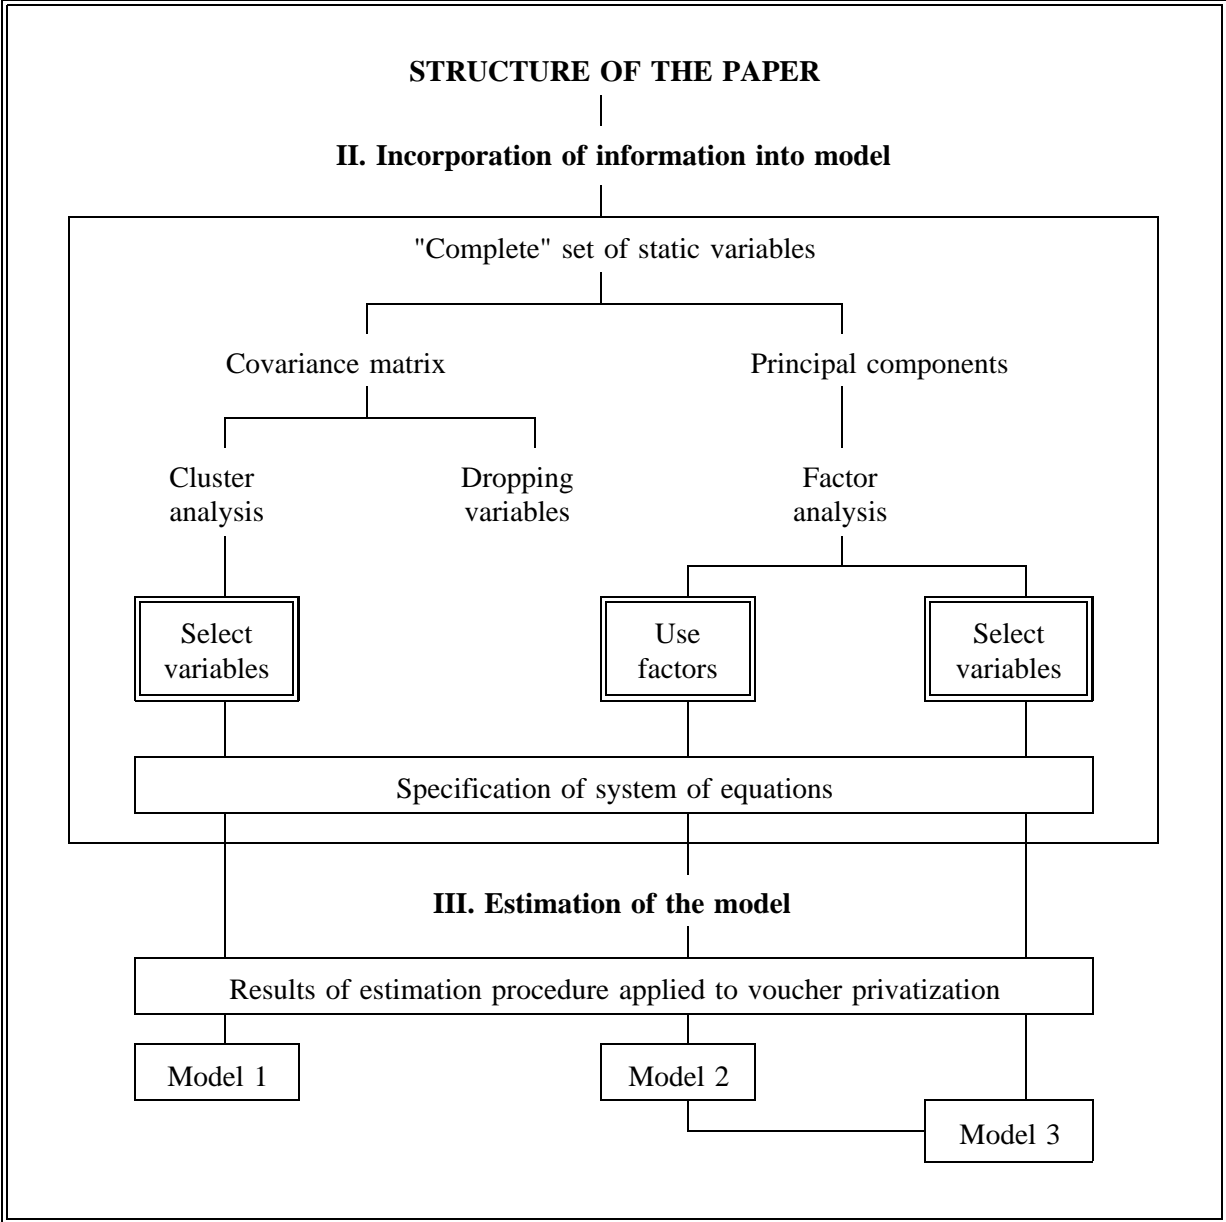 STRUCTURE OF THE PAPER
II. Incorporation of information into model
"Complete" set of static variables
Covariance matrix
Principal components
Cluster
analysis
Dropping
variables
Factor
analysis
Select
variables
Use
factors
Select
variables
Specification of system of equations
III. Estimation of the model
Results of estimation procedure applied to voucher privatization
Model 1
Model 2
Model 3